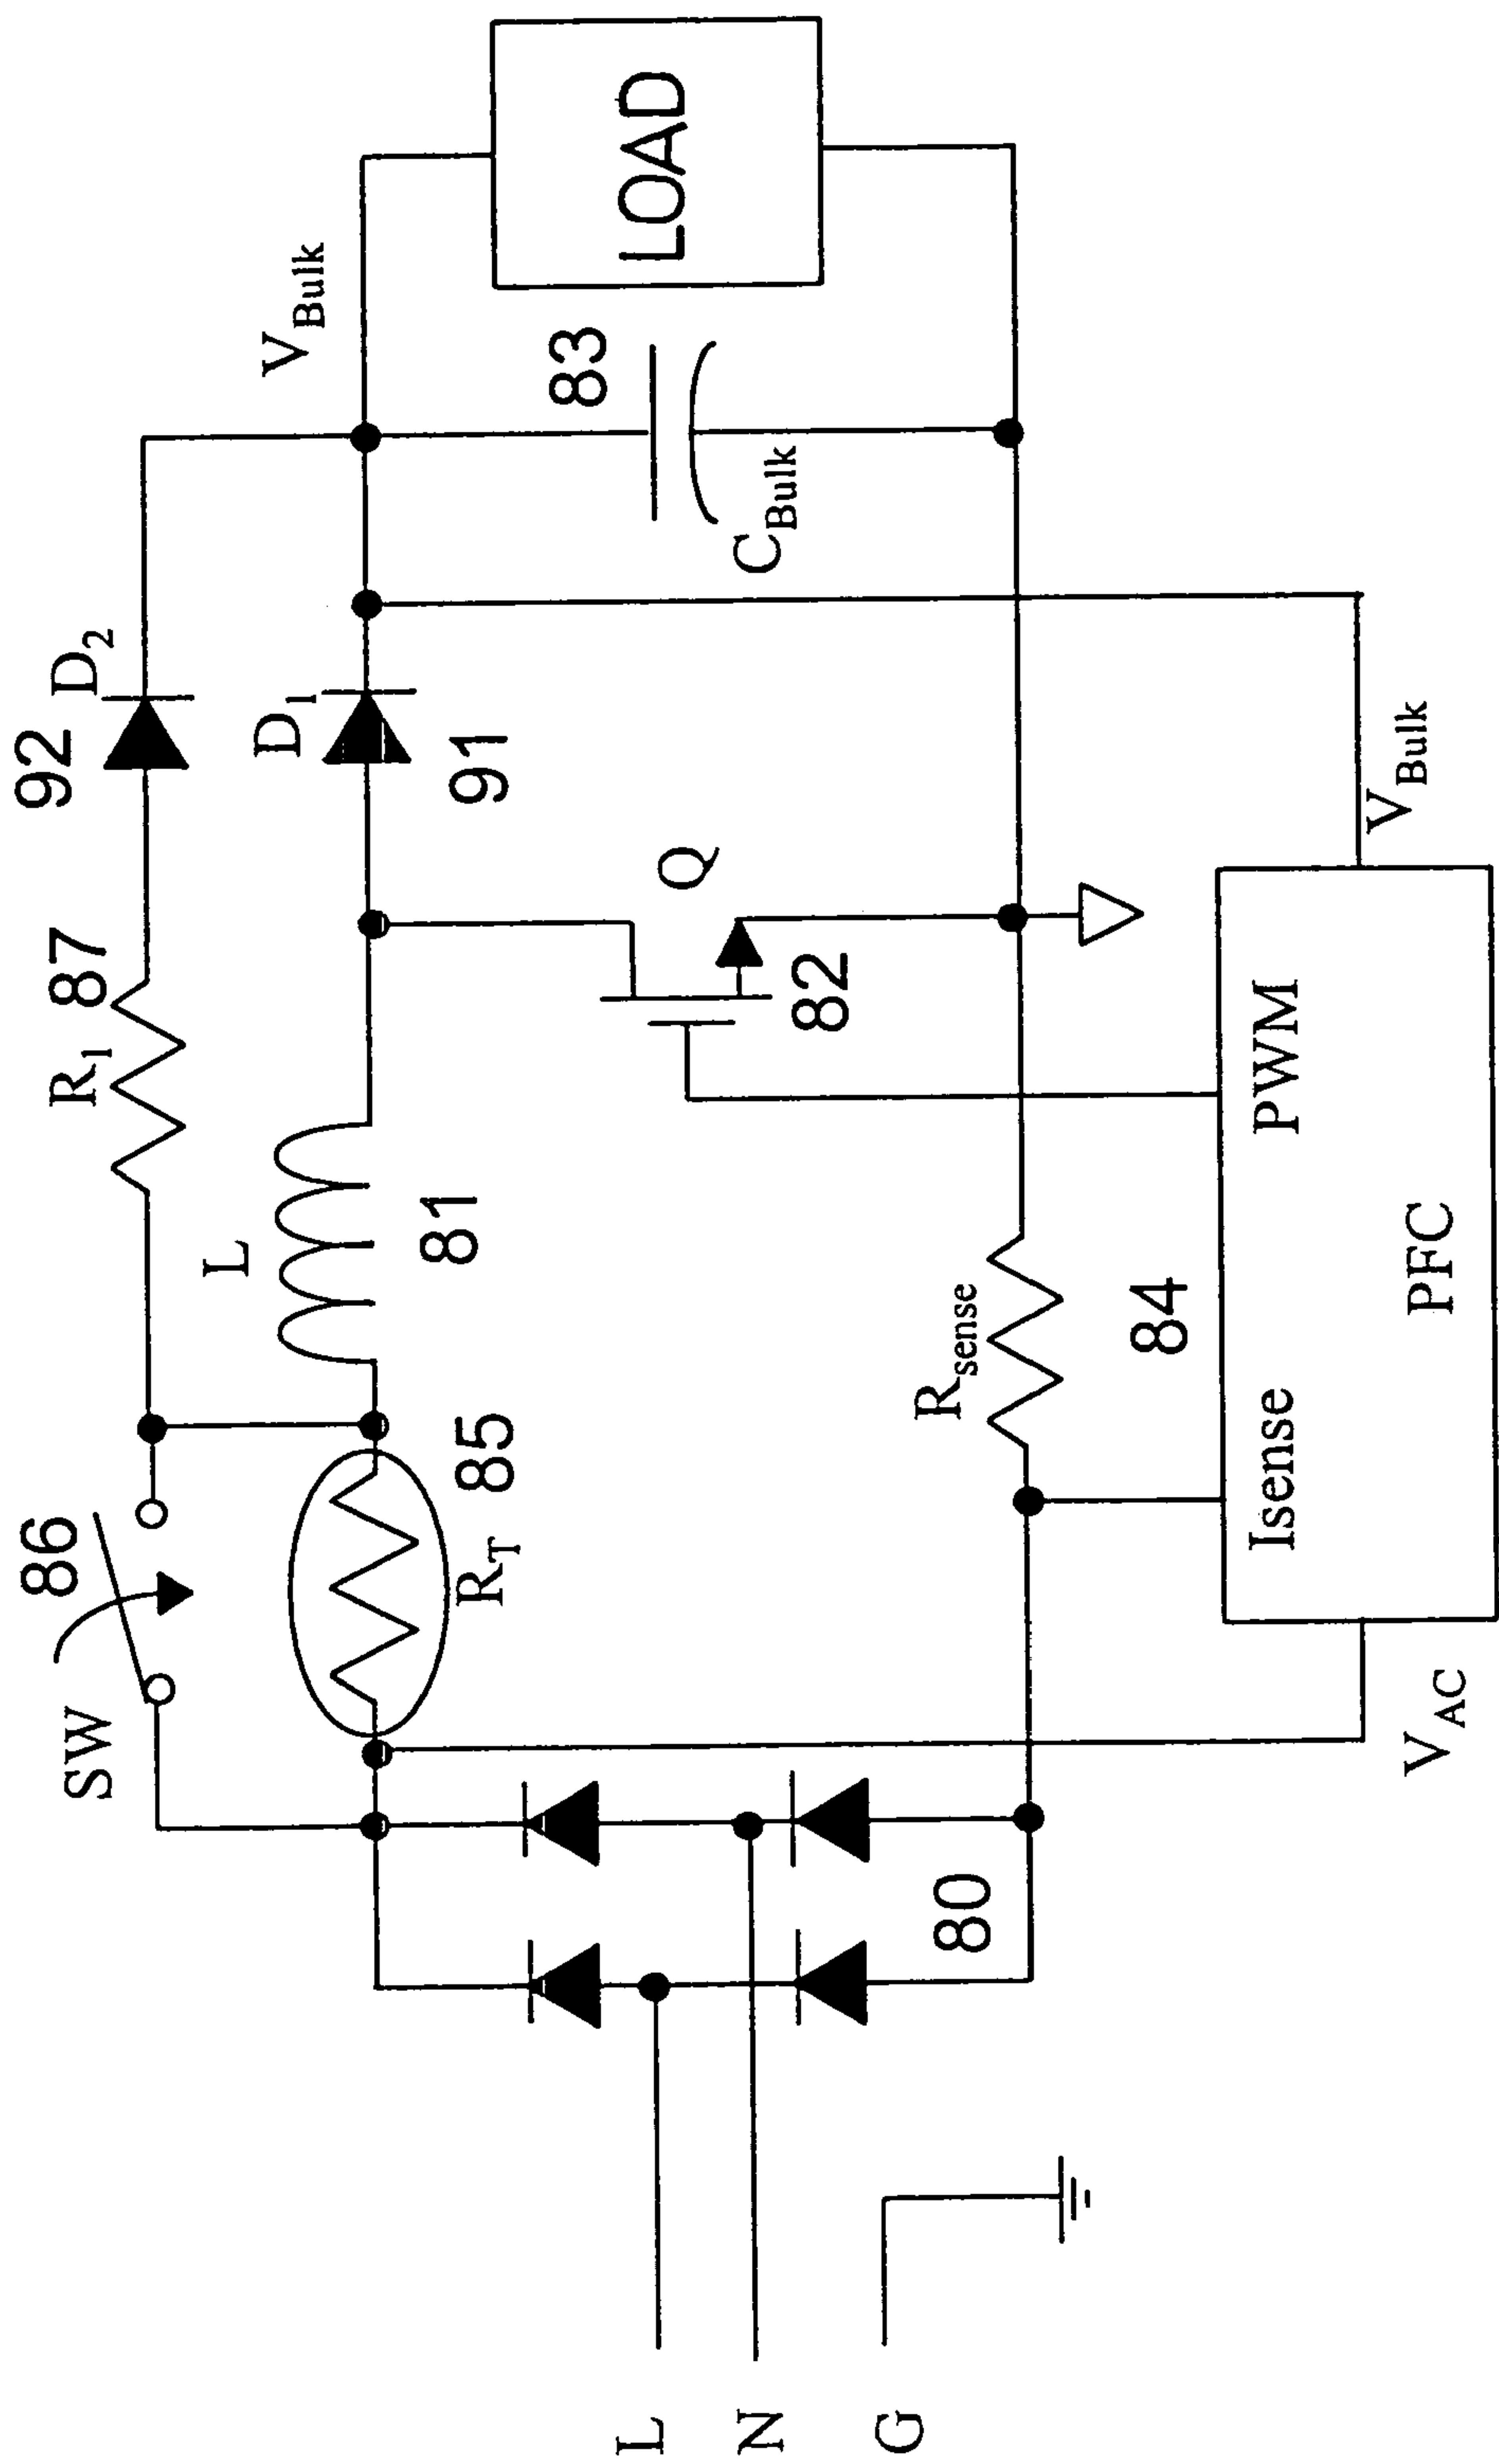 92
D2
R1 87
86
SW
D1
91
VBulk
L
81
85
RT
LOAD
83
CBulk
Q
82
Rsense
84
80
L
N
G
PWM
Isense
PFC
VAC
VBulk